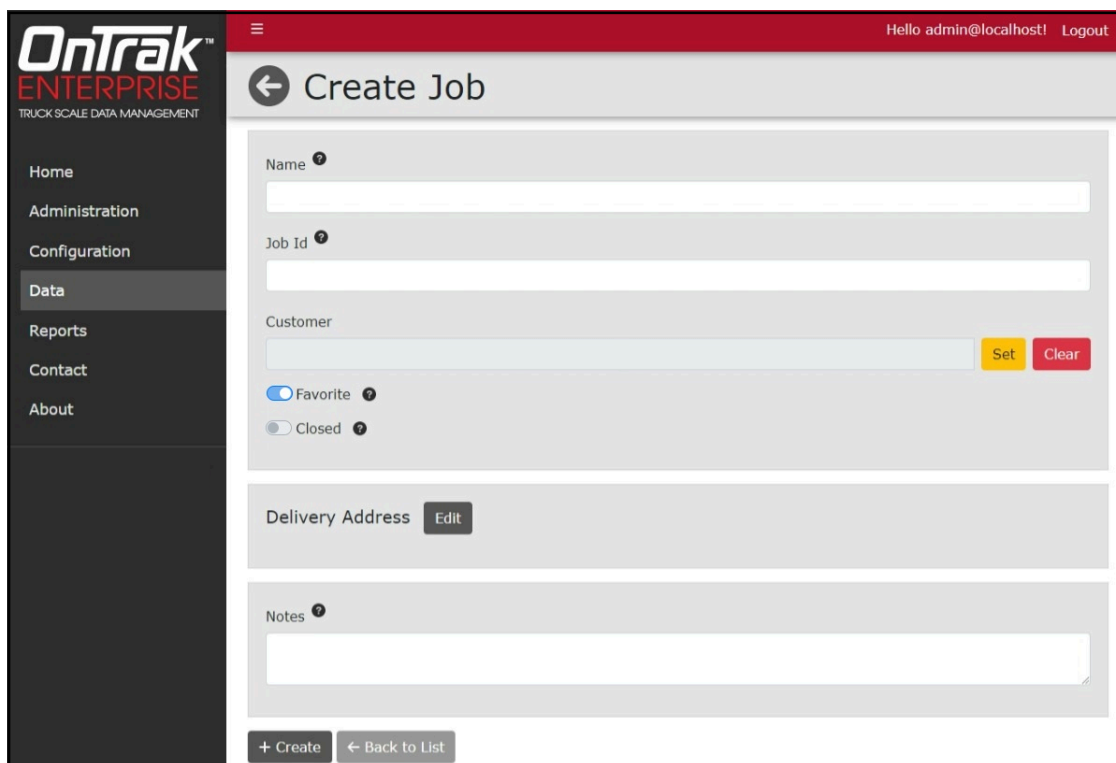 OnTrak™
ENTERPRISE
TRUCK SCALE DATA MANAGEMENT
Home
Administration
Configuration
Data
Reports
Contact
About
Hello admin@localhost! Logout
Create Job
Name ?
Job Id ?
Customer
Set Clear
Favorite ?
Closed ?
Delivery Address Edit
Notes ?
+ Create ← Back to List